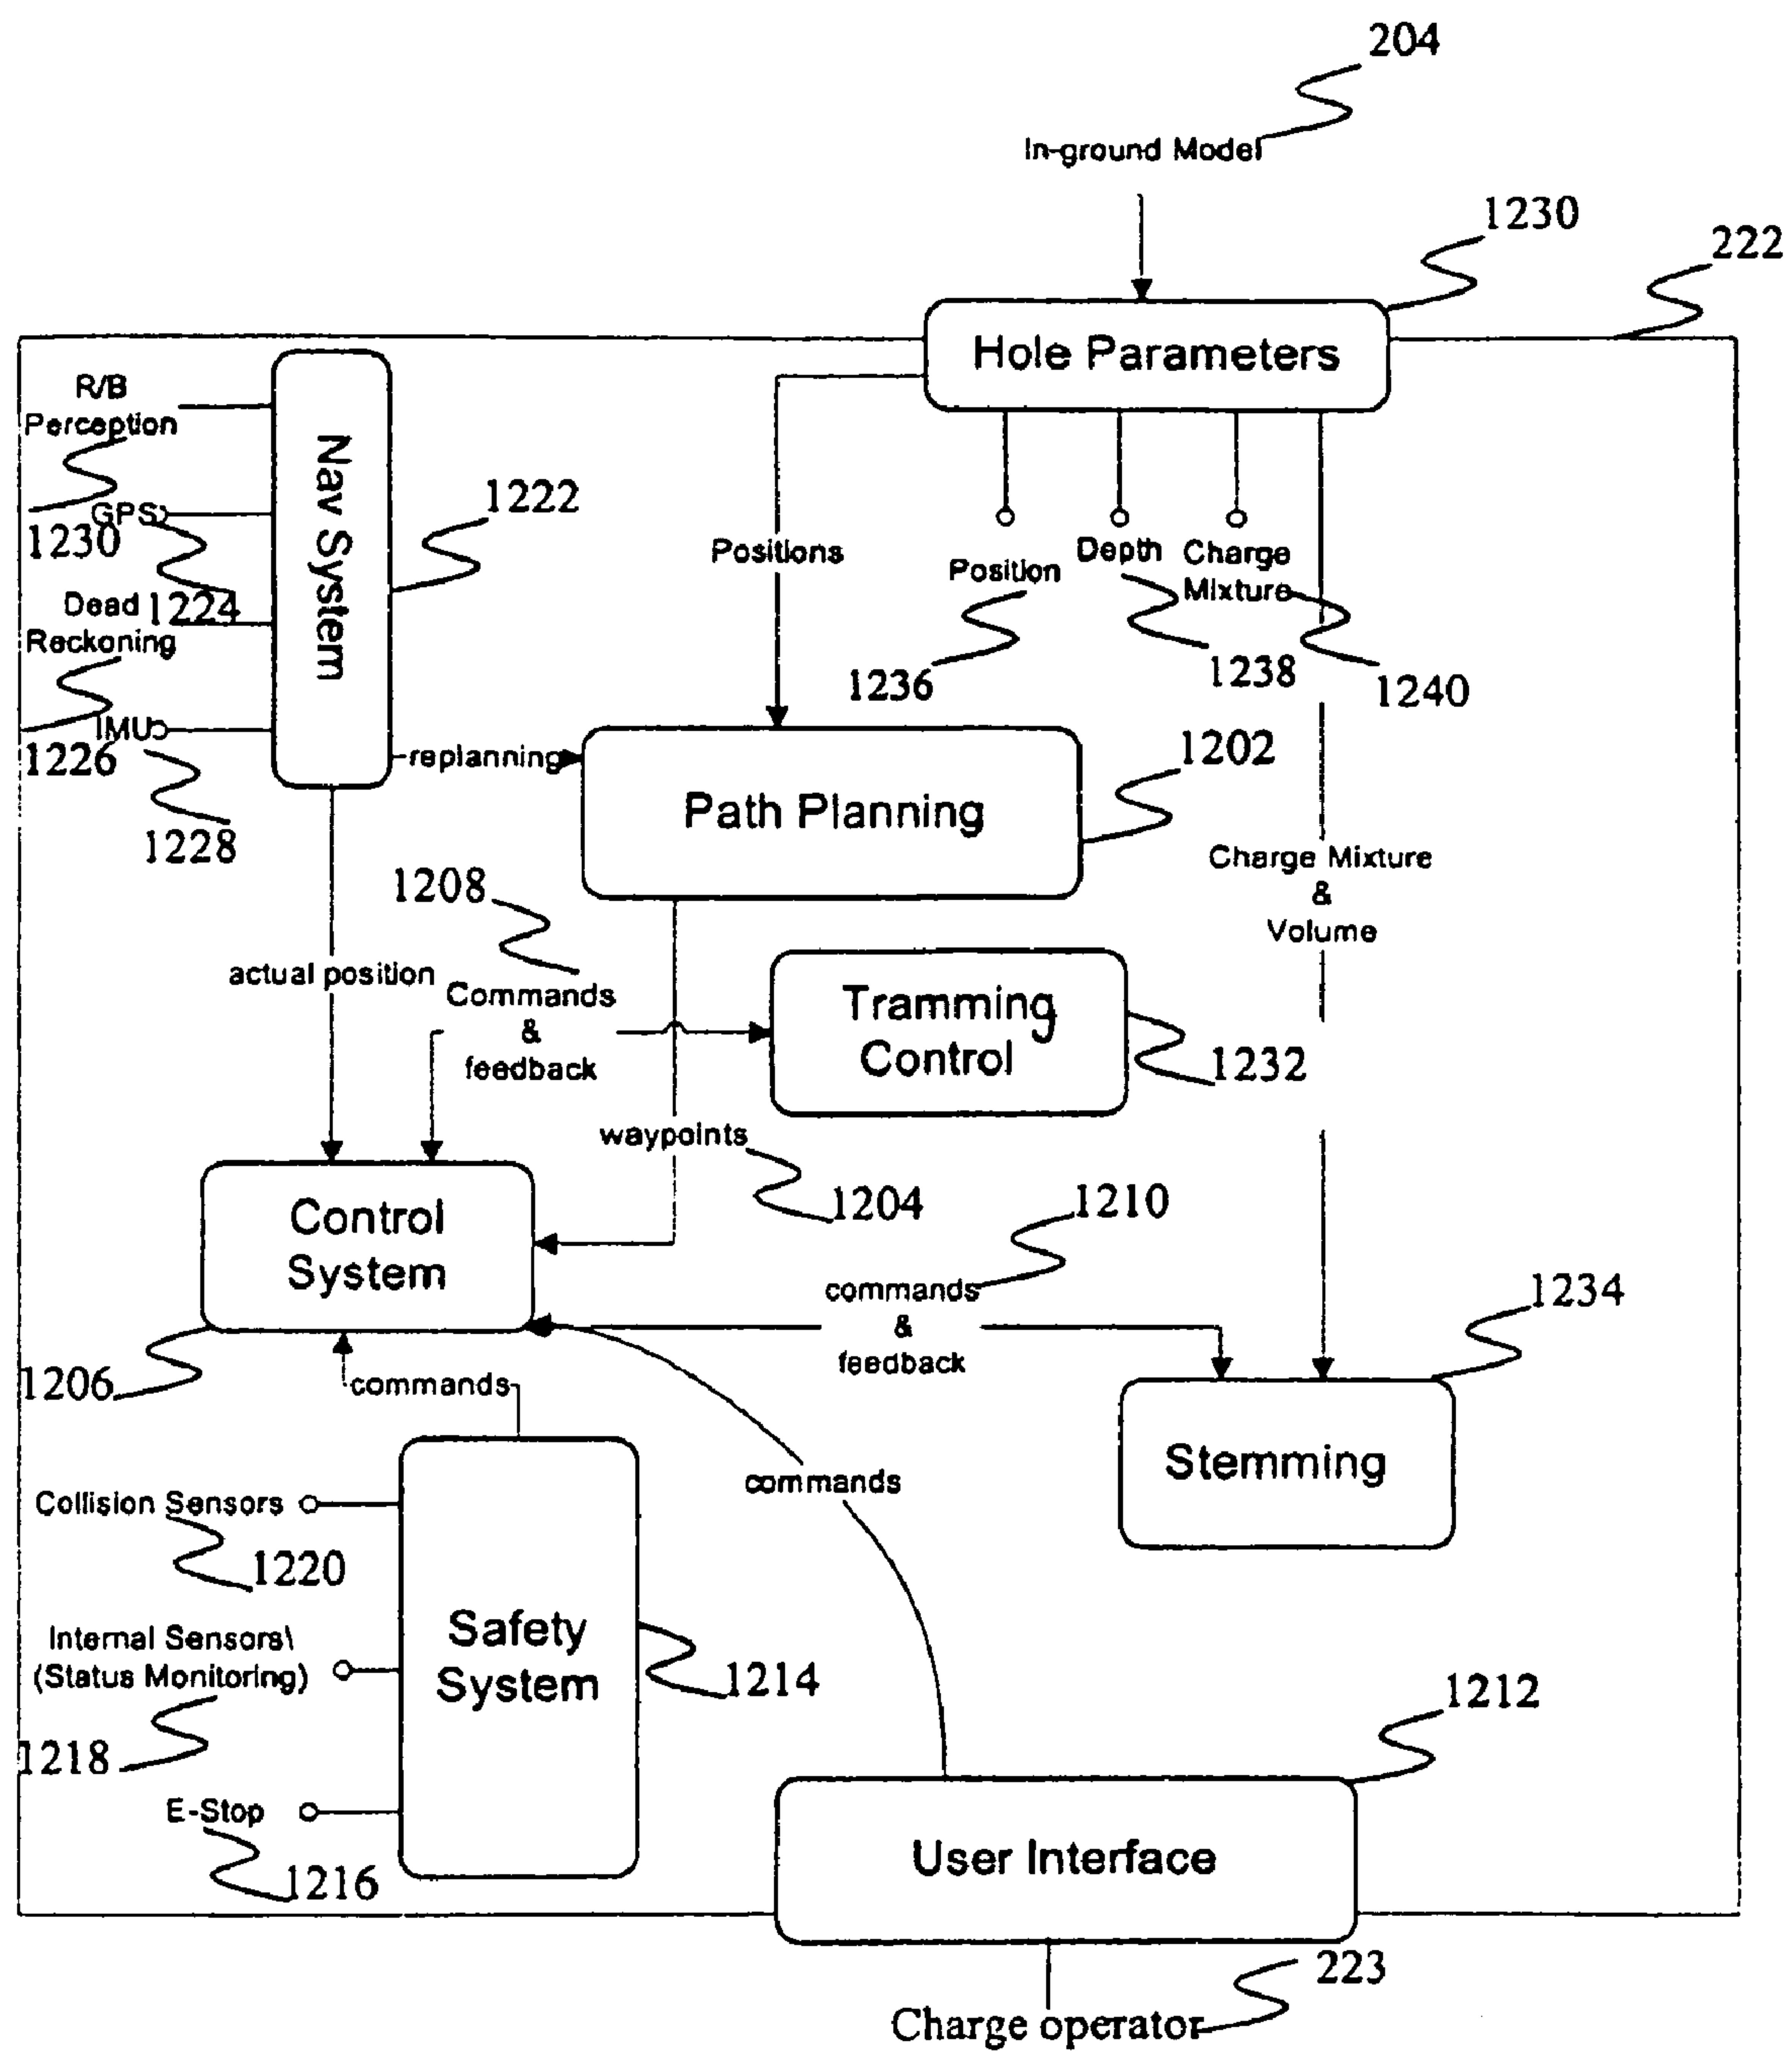 204
In-ground Model
1230
222
Hole Parameters
R/B
Perception
Nav System
1222
GPS
1230
Dead
1224
Reckoning
IMU
1226
1228
Positions
Position
Depth
Charge
Mixture
1236
1238
1240
replanning
Path Planning
1202
1208
Charge Mixture
&
Volume
actual position
Commands
&
feedback
Tramming
Control
1232
waypoints
1204
1210
Control
System
commands
&
feedback
1234
1206
commands
Stemming
commands
Collision Sensors
1220
Safety
System
Internal Sensors\
(Status Monitoring)
1214
1218
1212
E-Stop
1216
User Interface
223
Charge operator